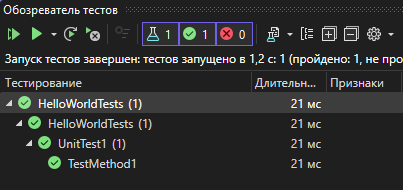 Обозреватель тестов
1 1 0
Запуск тестов завершен: тестов запущено в 1,2 с: 1 (пройдено: 1, не про
Тестирование Длительн... Признаки
HelloWorldTests (1) 21 мс
HelloWorldTests (1) 21 мс
UnitTest1 (1) 21 мс
TestMethod1 21 мс